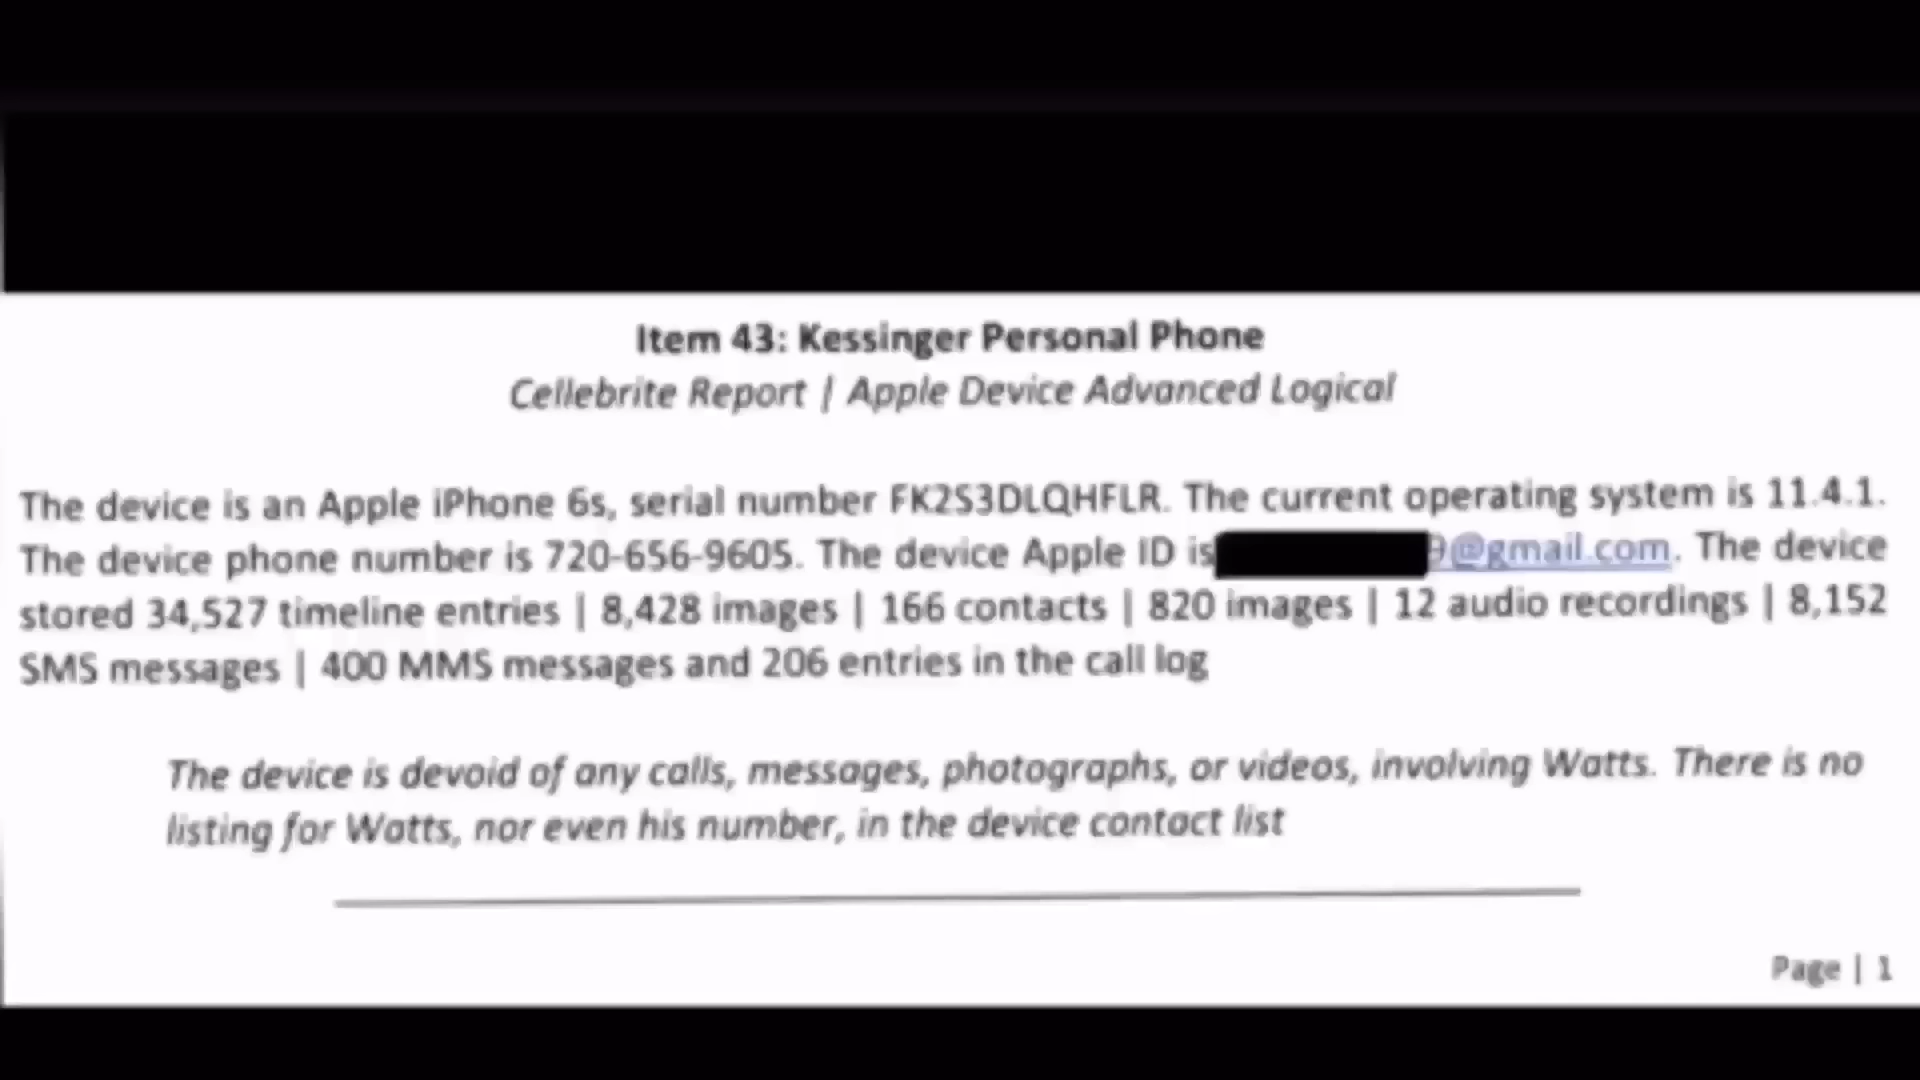 Item 43: Kessinger Personal Phone
Cellebrite Report | Apple Device Advanced Logical
The device is an Apple iPhone 6s, serial number FK2S3DLQHFLR. The current operating system is 11.4.1.
The device phone number is 720-656-9605. The device Apple ID is 9@gmail.com. The device
stored 34,527 timeline entries | 8,428 images | 166 contacts | 820 images | 12 audio recordings | 8,152
SMS messages | 400 MMS messages and 206 entries in the call log
The device is devoid of any calls, messages, photographs, or videos, involving Watts. There is no
listing for Watts, nor even his number, in the device contact list
Page | 1